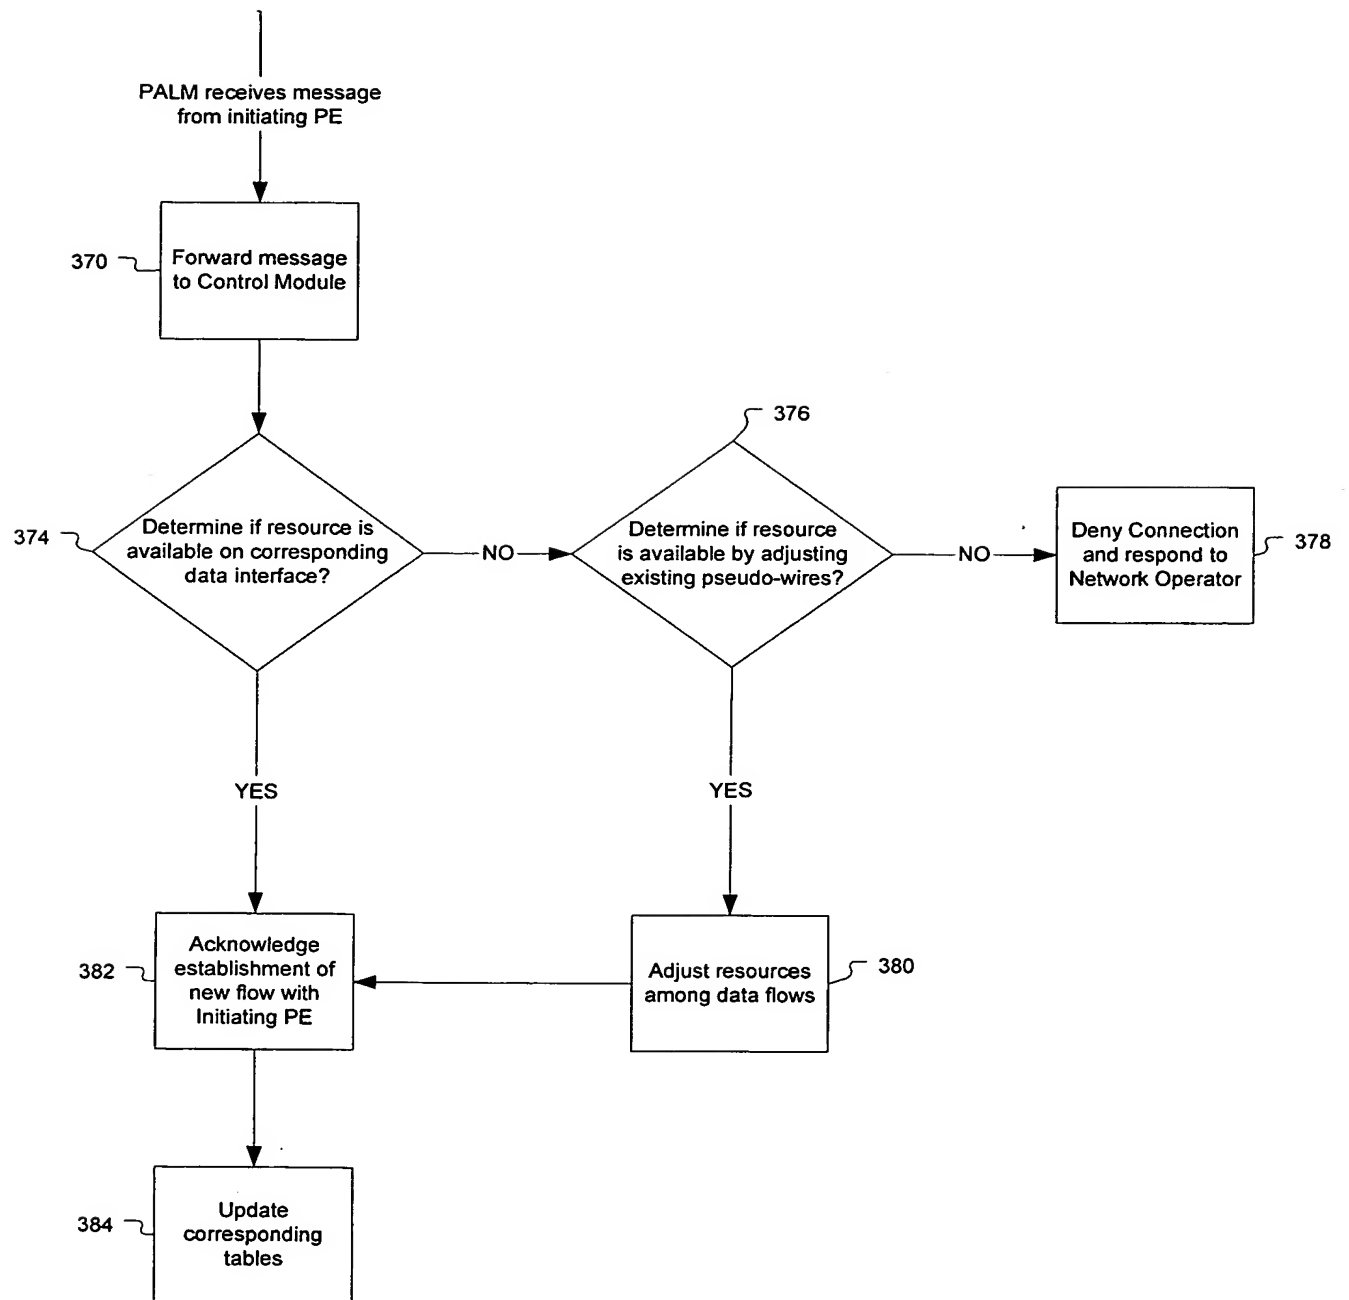 PALM receives message
from initiating PE
370
Forward message
to Control Module
376
374
Determine if resource is
available on corresponding
data interface?
NO
Determine if resource
is available by adjusting
existing pseudo-wires?
NO
Deny Connection
and respond to
Network Operator
378
YES
YES
382
Acknowledge
establishment of
new flow with
Initiating PE
Adjust resources
among data flows
380
384
Update
corresponding
tables